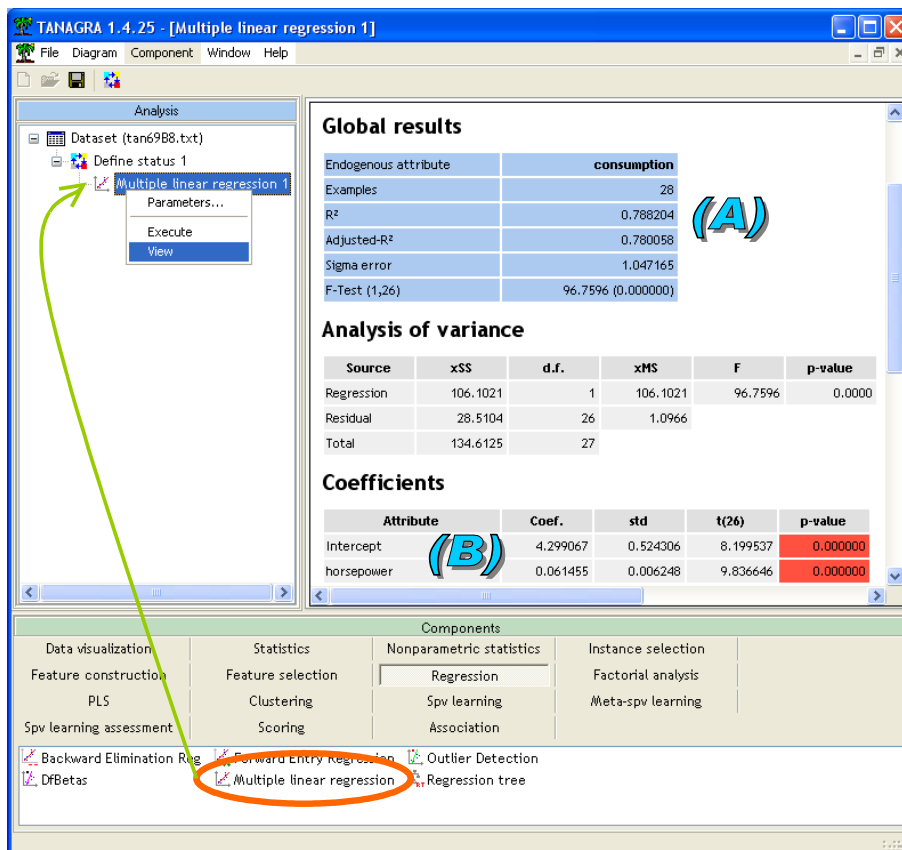 TANAGRA 1.4.25 - [Multiple linear regression 1]
File Diagram Component Window Help
Analysis
Dataset (tan69B8.txt)
Define status 1
Multiple linear regression 1
Parameters...
Execute
View
Global results
Endogenous attribute consumption
Examples 28
R² 0.788204
Adjusted-R² 0.780058
Sigma error 1.047165
F-Test (1,26) 96.7596 (0.000000)
(A)
Analysis of variance
Source xSS d.f. xMS F p-value
Regression 106.1021 1 106.1021 96.7596 0.0000
Residual 28.5104 26 1.0966
Total 134.6125 27
Coefficients
Attribute Coef. std t(26) p-value
Intercept 4.299067 0.524306 8.199537 0.000000
horsepower 0.061455 0.006248 9.836646 0.000000
(B)
Components
Data visualization Statistics Nonparametric statistics Instance selection
Feature construction Feature selection Regression Factorial analysis
PLS Clustering Spv learning Meta-spv learning
Spv learning assessment Scoring Association
Backward Elimination Reg Forward Entry Regression Outlier Detection
DfBetas Multiple linear regression Regression tree